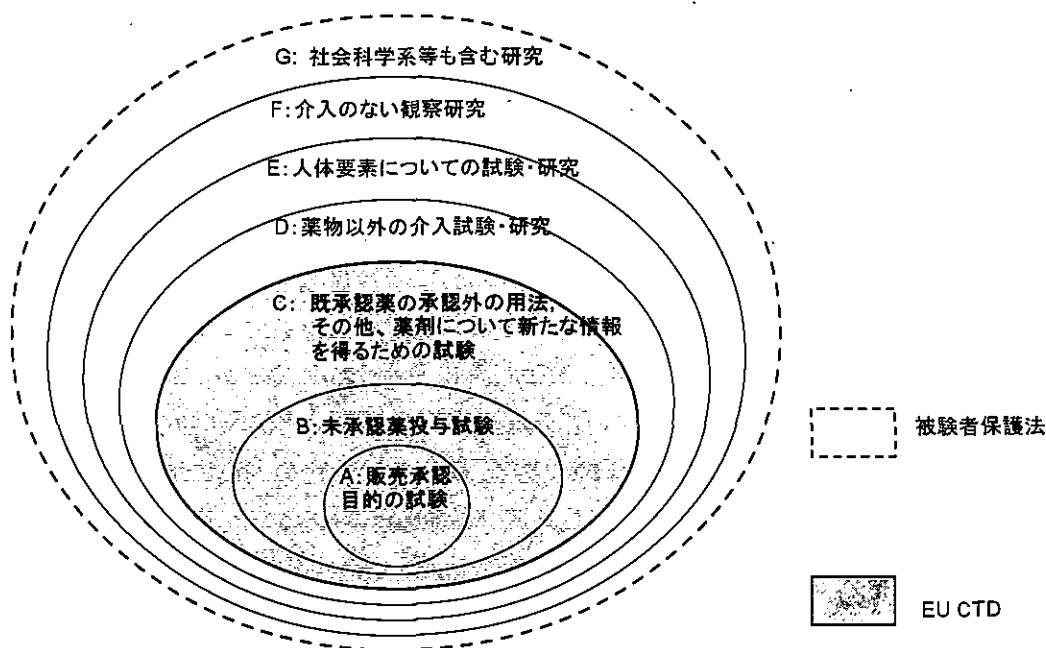 G: 社会科学系等も含む研究
F:介入のない観察研究
E:人体要素についての試験・研究
D:薬物以外の介入試験・研究
C: 既承認薬の承認外の用法,
その他、薬剤について新たな情報
を得るための試験
B:未承認薬投与試験
A:販売承認
目的の試験
被験者保護法
EU CTD